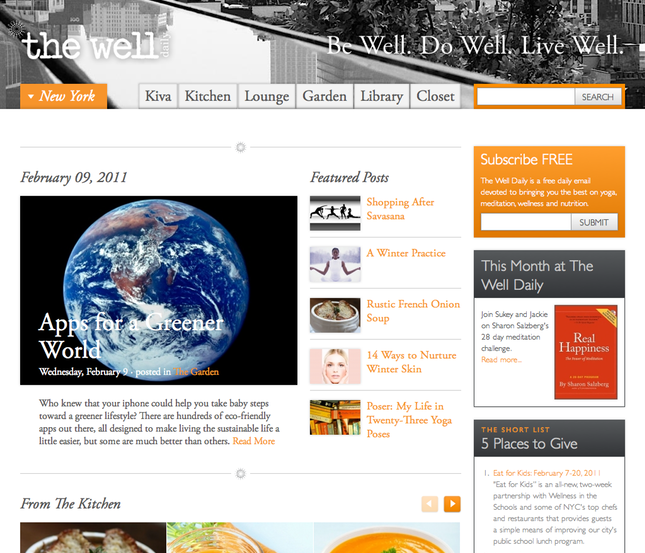 the well daily
Be Well. Do Well. Live Well.
New York
Kiva
Kitchen
Lounge
Garden
Library
Closet
SEARCH
February 09, 2011
Apps for a Greener
World
Wednesday, February 9 · posted in The Garden
Who knew that your iphone could help you take baby steps
toward a greener lifestyle? There are hundreds of eco-friendly
apps out there, all designed to make living the sustainable life a
little easier, but some are much better than others. Read More
Featured Posts
Shopping After
Savasana
A Winter Practice
Rustic French Onion
Soup
14 Ways to Nurture
Winter Skin
Poser: My Life in
Twenty-Three Yoga
Poses
Subscribe FREE
The Well Daily is a free daily email
devoted to bringing you the best on yoga,
meditation, wellness and nutrition.
SUBMIT
This Month at The
Well Daily
Join Sukey and Jackie
on Sharon Salzberg's
28 day meditation
challenge.
Read more...
Real
Happiness
The Power of Meditation
By Sharon Salzberg
THE SHORT LIST
5 Places to Give
1. Eat for Kids: February 7-20, 2011
"Eat for Kids" is an all-new, two-week
partnership with Wellness in the
Schools and some of NYC's top chefs
and restaurants that provides guests
a simple means of improving our city's
public school lunch program.
From The Kitchen